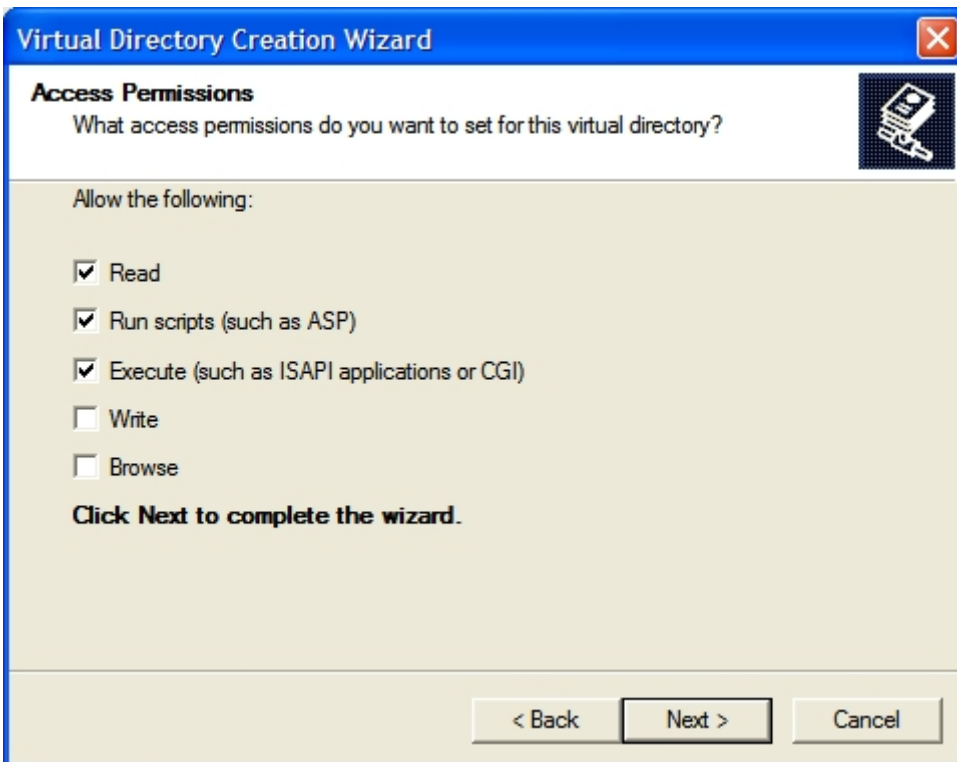 Virtual Directory Creation Wizard
Access Permissions
What access permissions do you want to set for this virtual directory?
Allow the following:
Read
Run scripts (such as ASP)
Execute (such as ISAPI applications or CGI)
Write
Browse
Click Next to complete the wizard.
< Back Next > Cancel